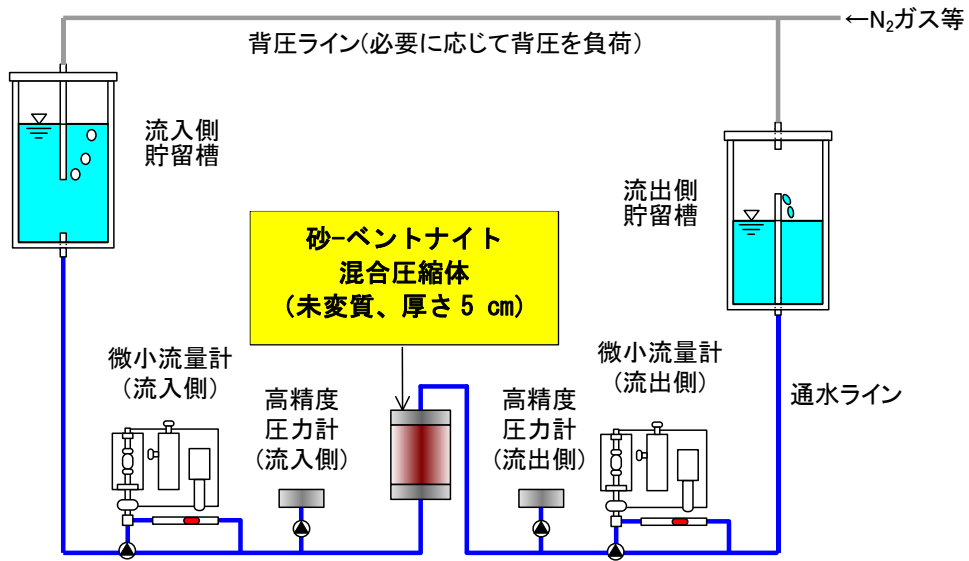 ←N₂ガス等
背圧ライン(必要に応じて背圧を負荷)
流入側
貯留槽
流出側
貯留槽
砂-ベントナイト
混合圧縮体
(未変質、厚さ5 cm)
微小流量計
(流入側)
高精度
圧力計
(流入側)
高精度
圧力計
(流出側)
微小流量計
(流出側)
通水ライン